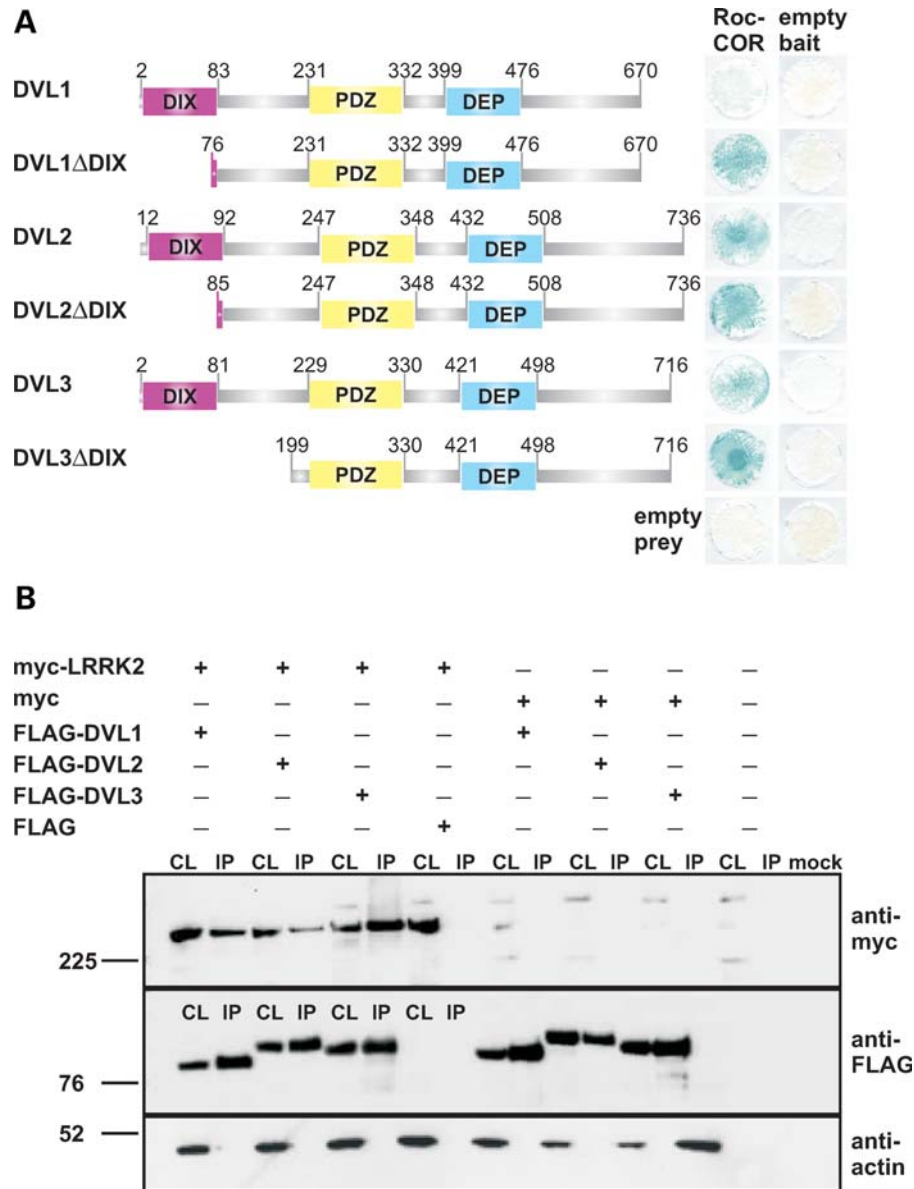 A
Roc-COR
empty bait
2 83 231 332 399 476 670
DVL1 DIX PDZ DEP
76 231 332 399 476 670
DVL1ΔDIX PDZ DEP
12 92 247 348 432 508 736
DVL2 DIX PDZ DEP
85 247 348 432 508 736
DVL2ΔDIX PDZ DEP
2 81 229 330 421 498 716
DVL3 DIX PDZ DEP
199 330 421 498 716
DVL3ΔDIX PDZ DEP
empty prey
B
myc-LRRK2 + + + + – – – –
myc – – – – + + + –
FLAG-DVL1 + – – – + – – –
FLAG-DVL2 – + – – – + – –
FLAG-DVL3 – – + – – – + –
FLAG – – – + – – – –
CL IP CL IP CL IP CL IP CL IP CL IP CL IP CL IP mock
anti-myc
225
CL IP CL IP CL IP CL IP
anti-FLAG
76
52
anti-actin